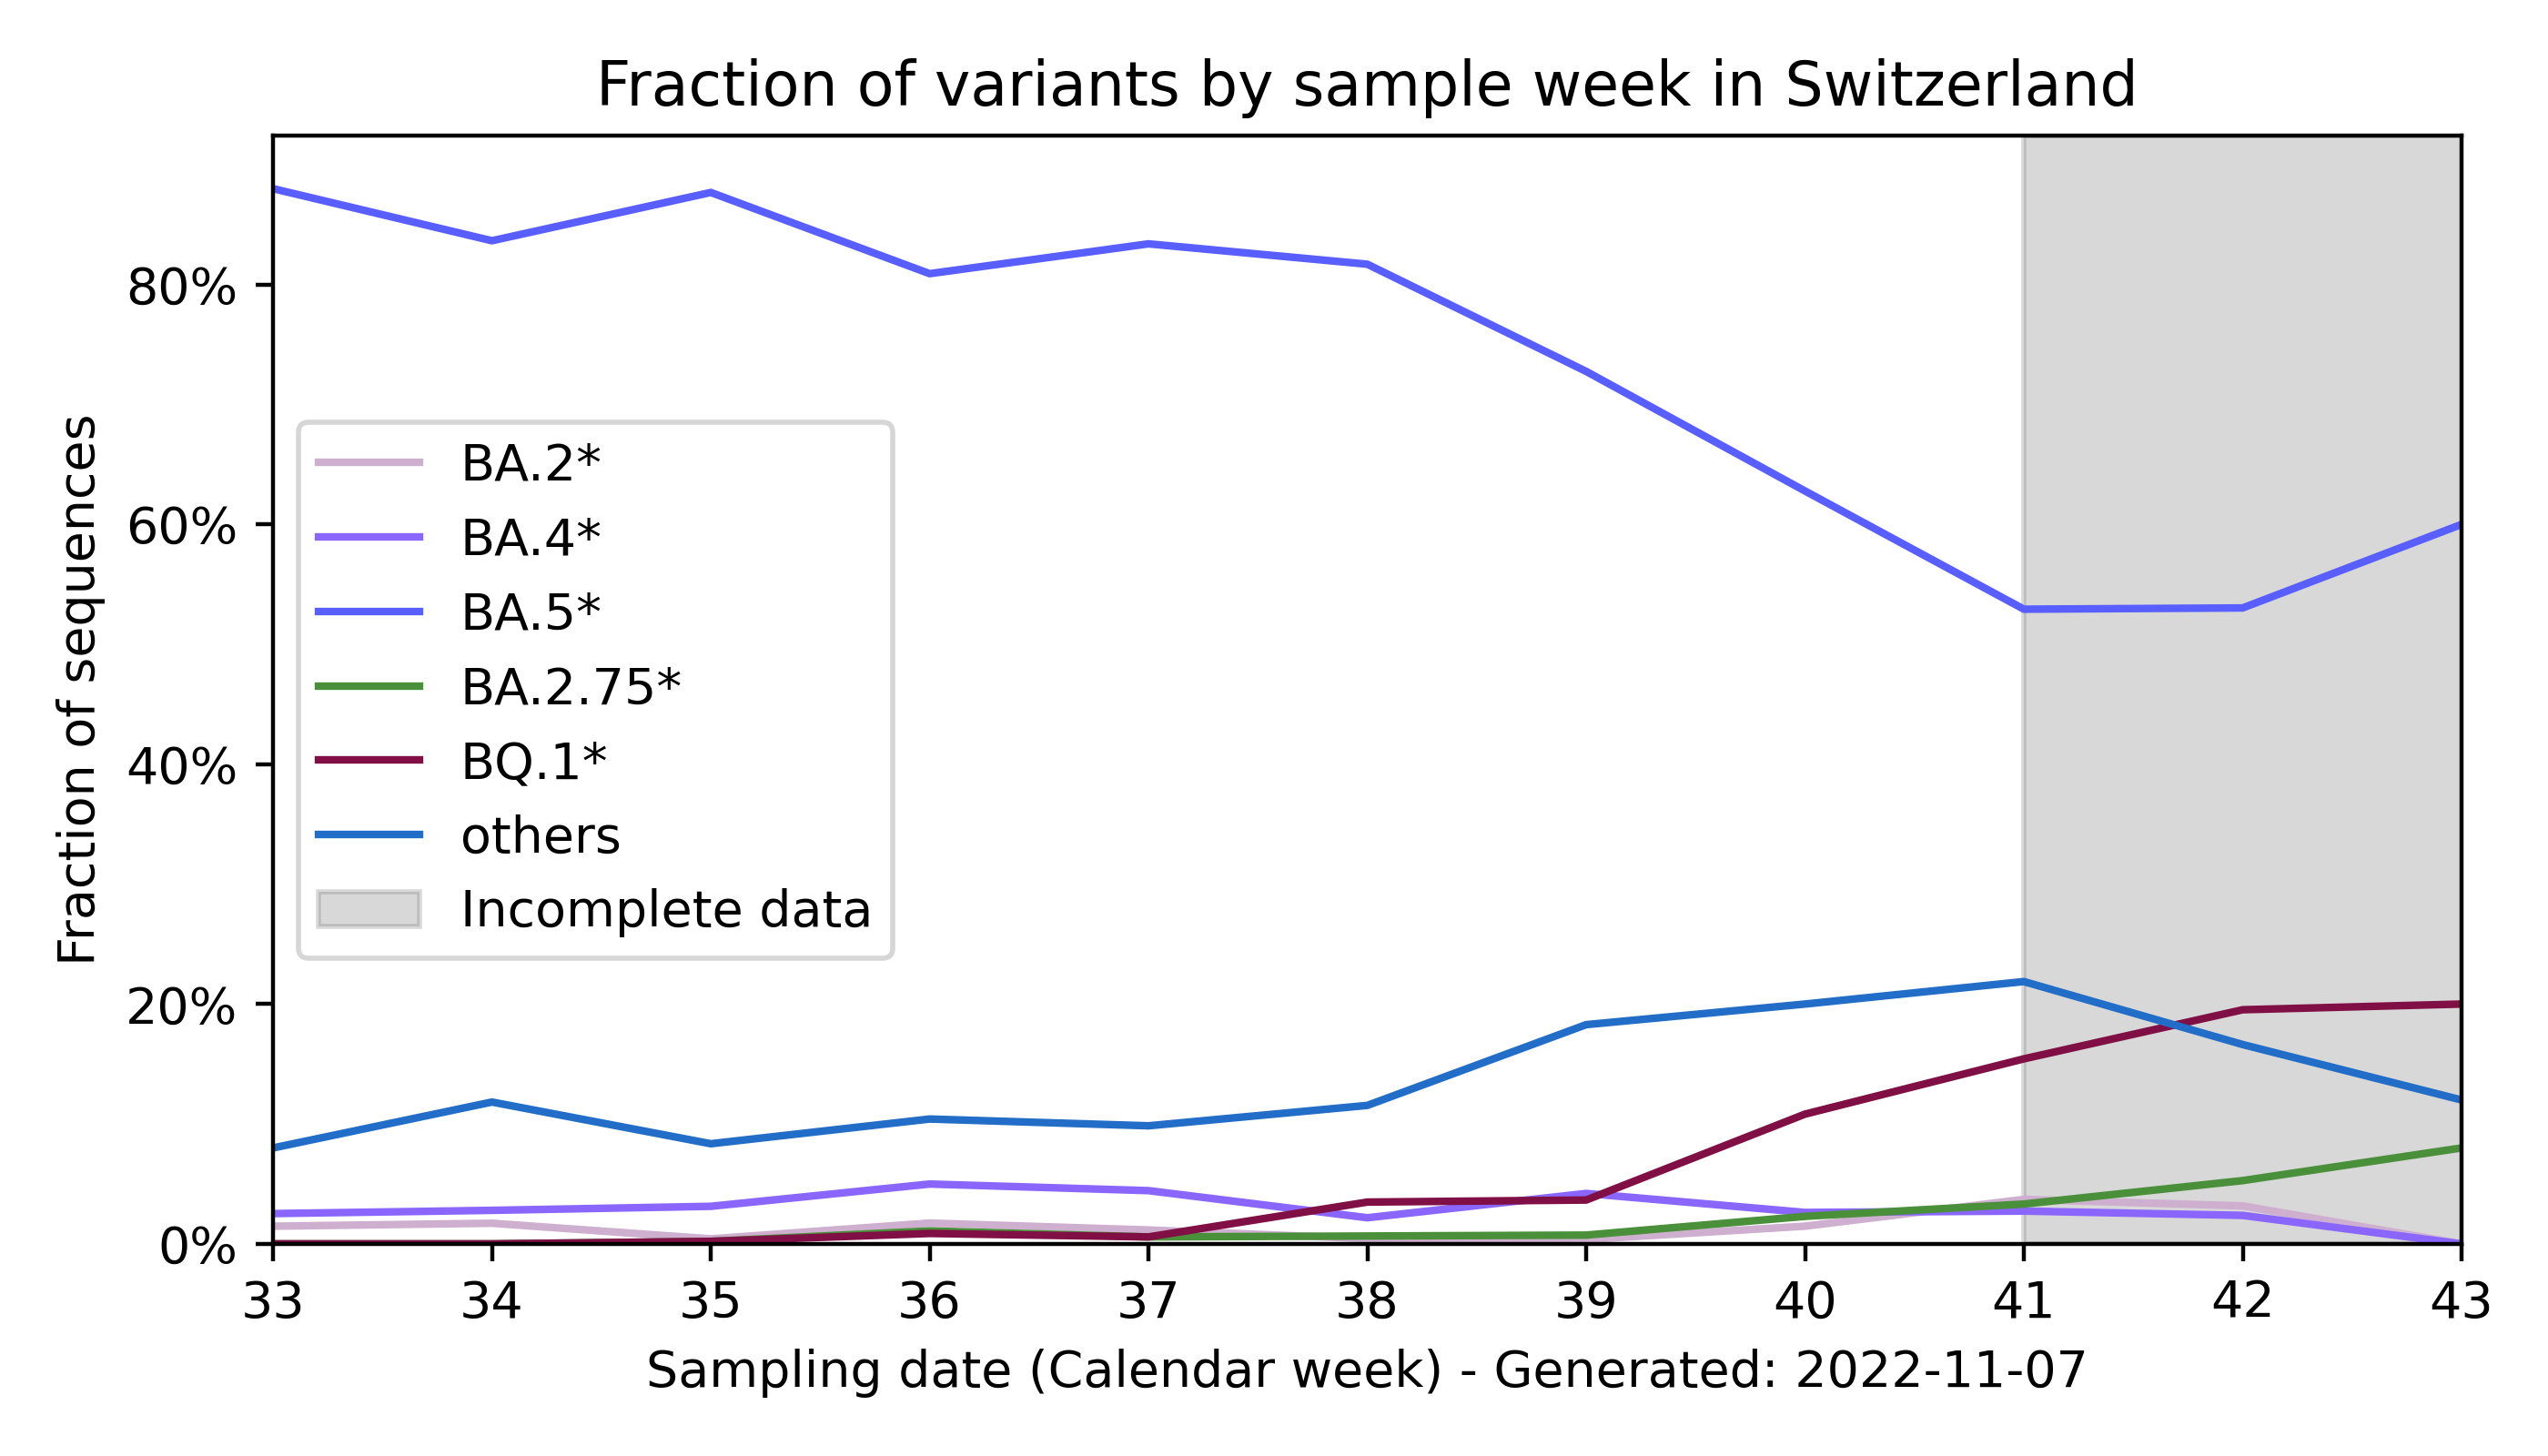 Fraction of variants by sample week in Switzerland
Fraction of sequences
80%
60%
40%
20%
0%
BA.2*
BA.4*
BA.5*
BA.2.75*
BQ.1*
others
Incomplete data
33 34 35 36 37 38 39 40 41 42 43
Sampling date (Calendar week) - Generated: 2022-11-07